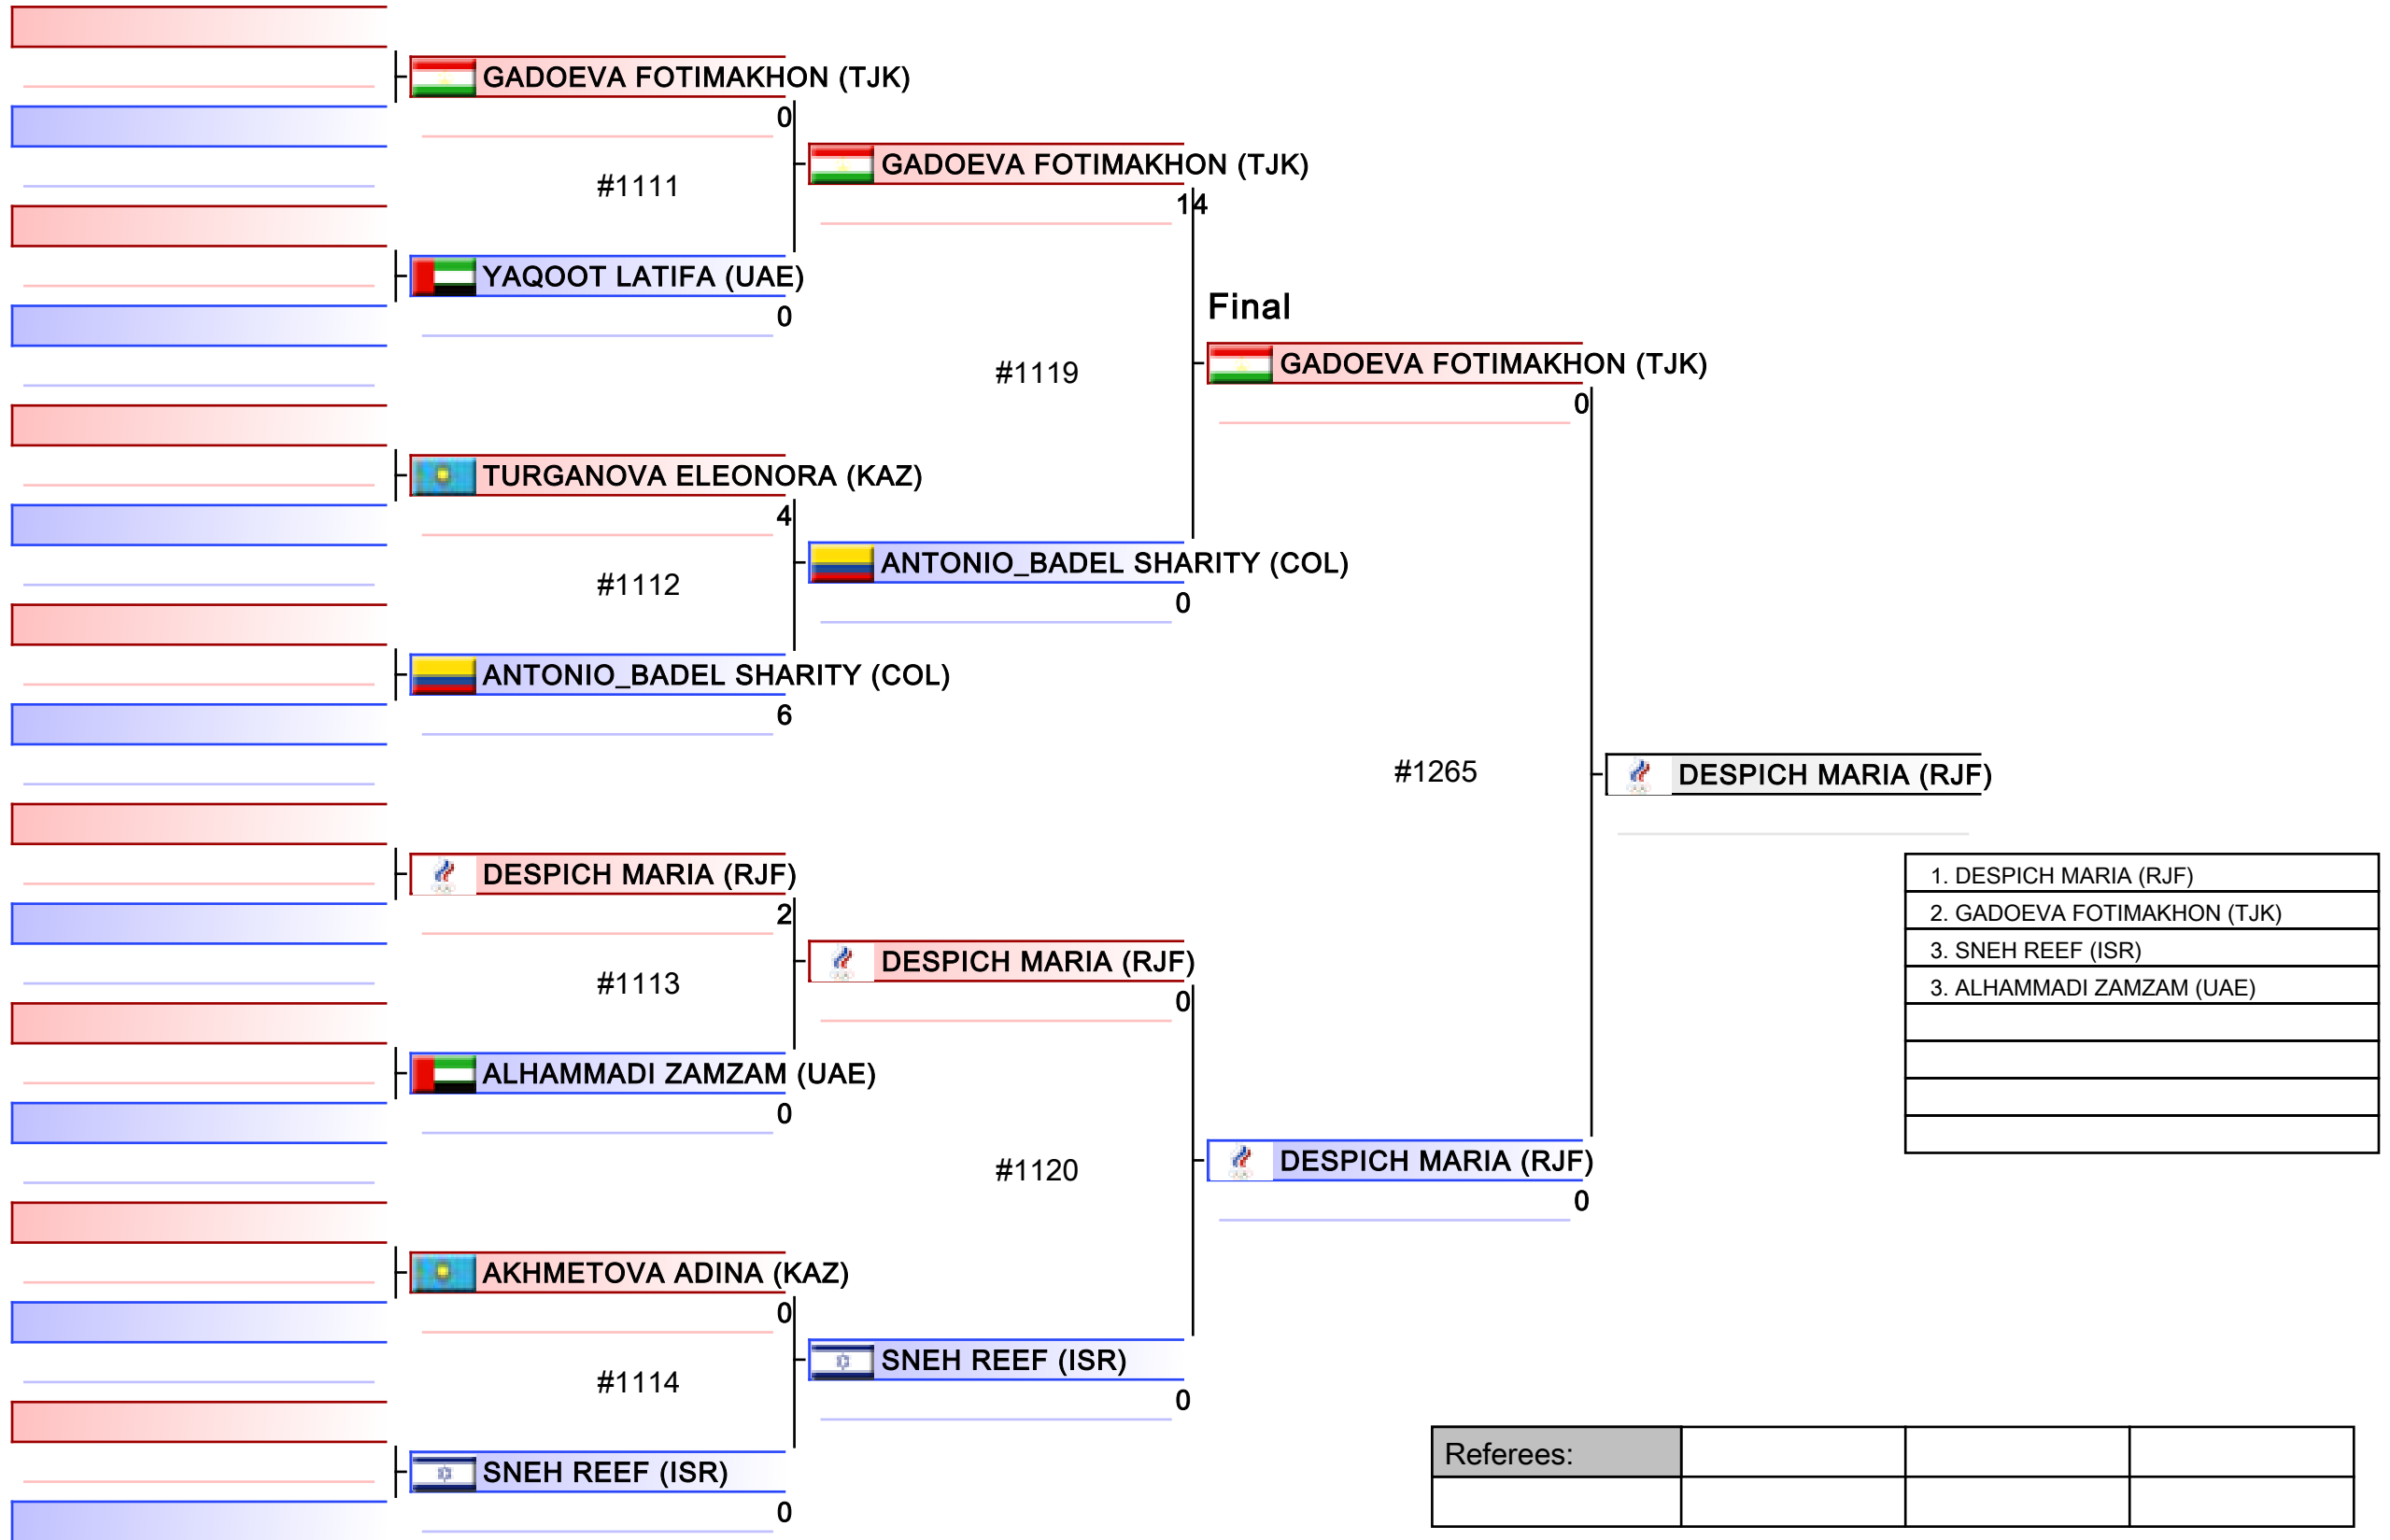 GADOEVA FOTIMAKHON (TJK)
0
#1111
YAQOOT LATIFA (UAE)
0
TURGANOVA ELEONORA (KAZ)
4
#1112
ANTONIO_BADEL SHARITY (COL)
6
DESPICH MARIA (RJF)
2
#1113
ALHAMMADI ZAMZAM (UAE)
0
AKHMETOVA ADINA (KAZ)
0
#1114
SNEH REEF (ISR)
0
GADOEVA FOTIMAKHON (TJK)
14
#1119
ANTONIO_BADEL SHARITY (COL)
0
DESPICH MARIA (RJF)
0
#1120
SNEH REEF (ISR)
0
Final
GADOEVA FOTIMAKHON (TJK)
0
#1265
DESPICH MARIA (RJF)
0
DESPICH MARIA (RJF)
1. DESPICH MARIA (RJF)
2. GADOEVA FOTIMAKHON (TJK)
3. SNEH REEF (ISR)
3. ALHAMMADI ZAMZAM (UAE)
Referees: